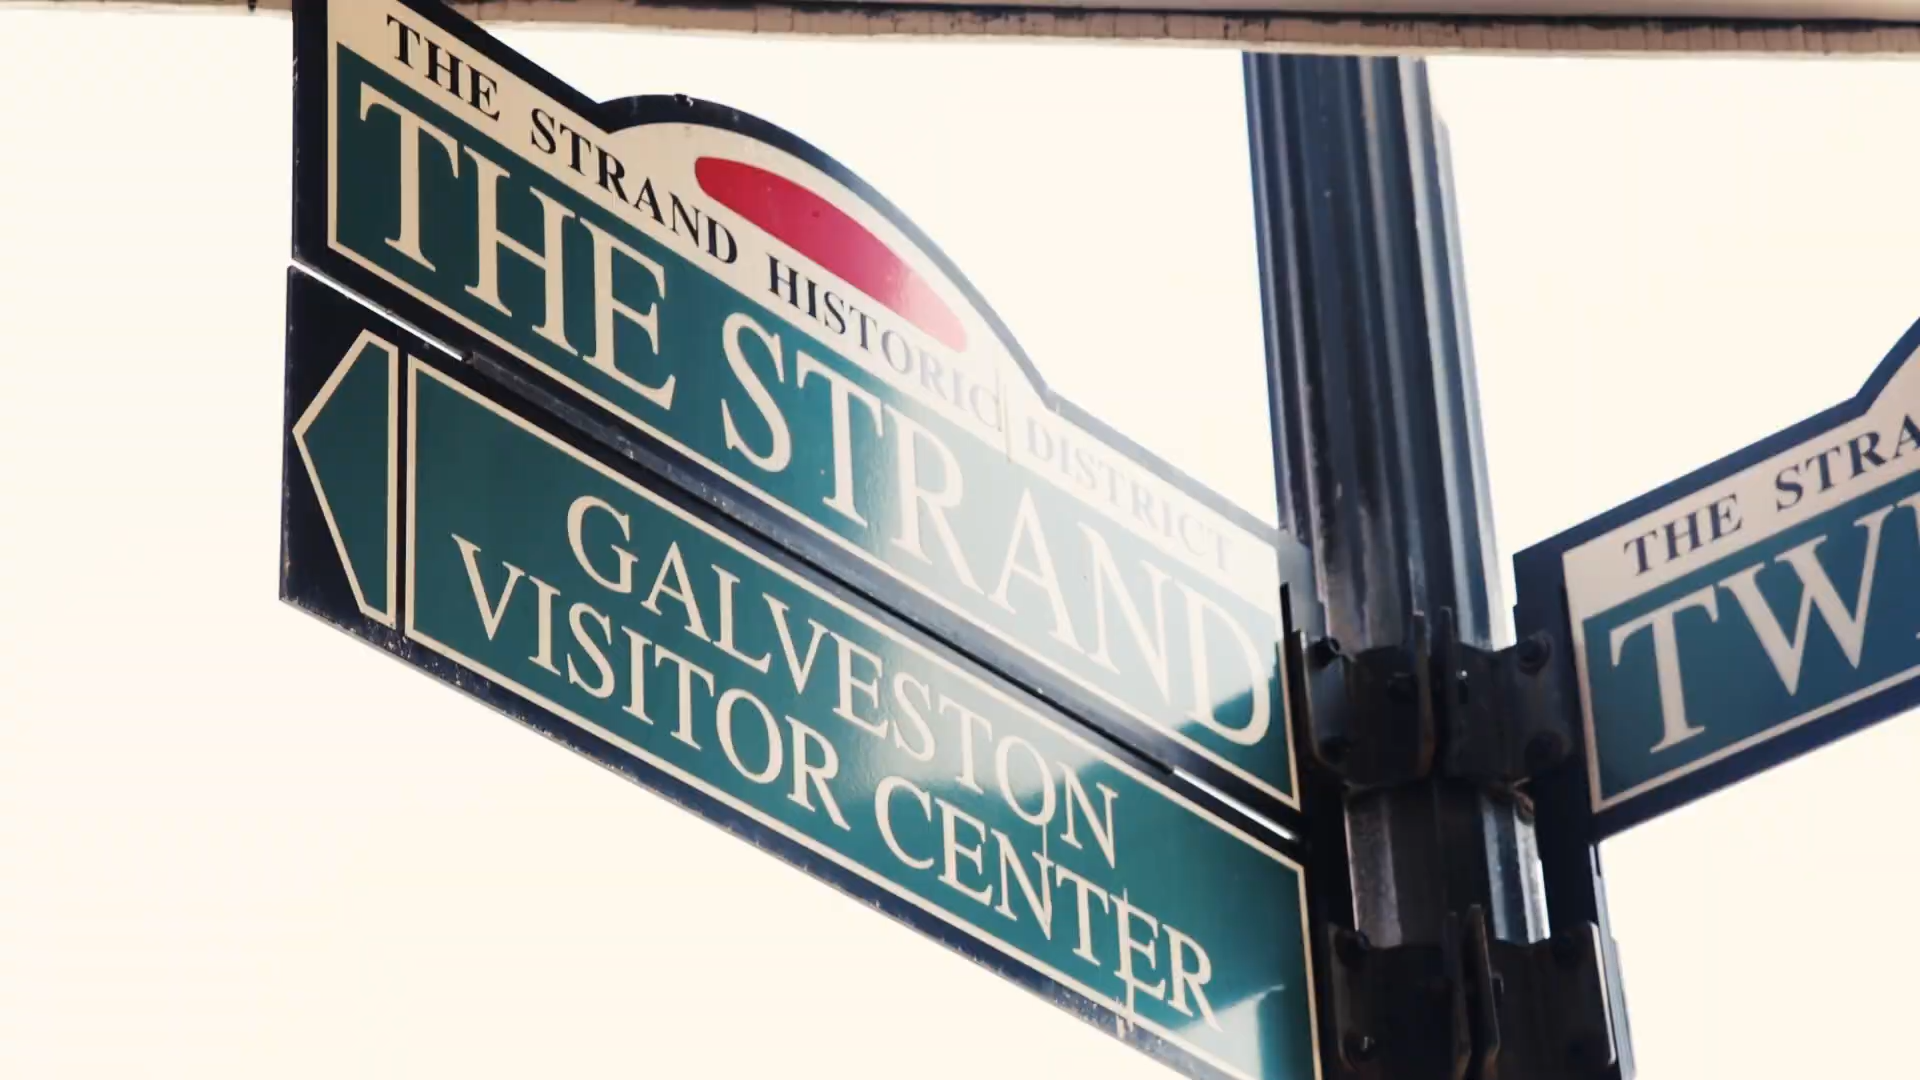 THE STRAND HISTORIC DISTRICT
THE STRAND
GALVESTON
VISITOR CENTER
THE STRA
TW